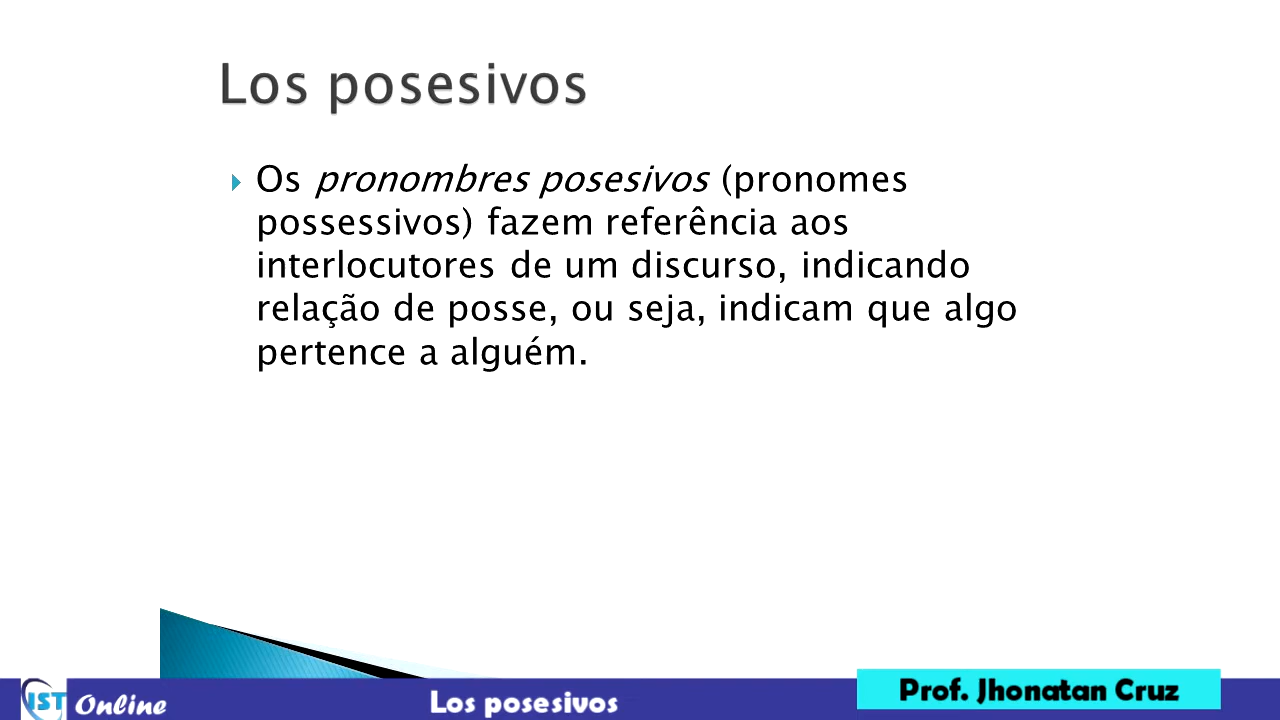 Los posesivos
Os pronombres posesivos (pronomes
possessivos) fazem referência aos
interlocutores de um discurso, indicando
relação de posse, ou seja, indicam que algo
pertence a alguém.
IST Online
Los posesivos
Prof. Jhonatan Cruz